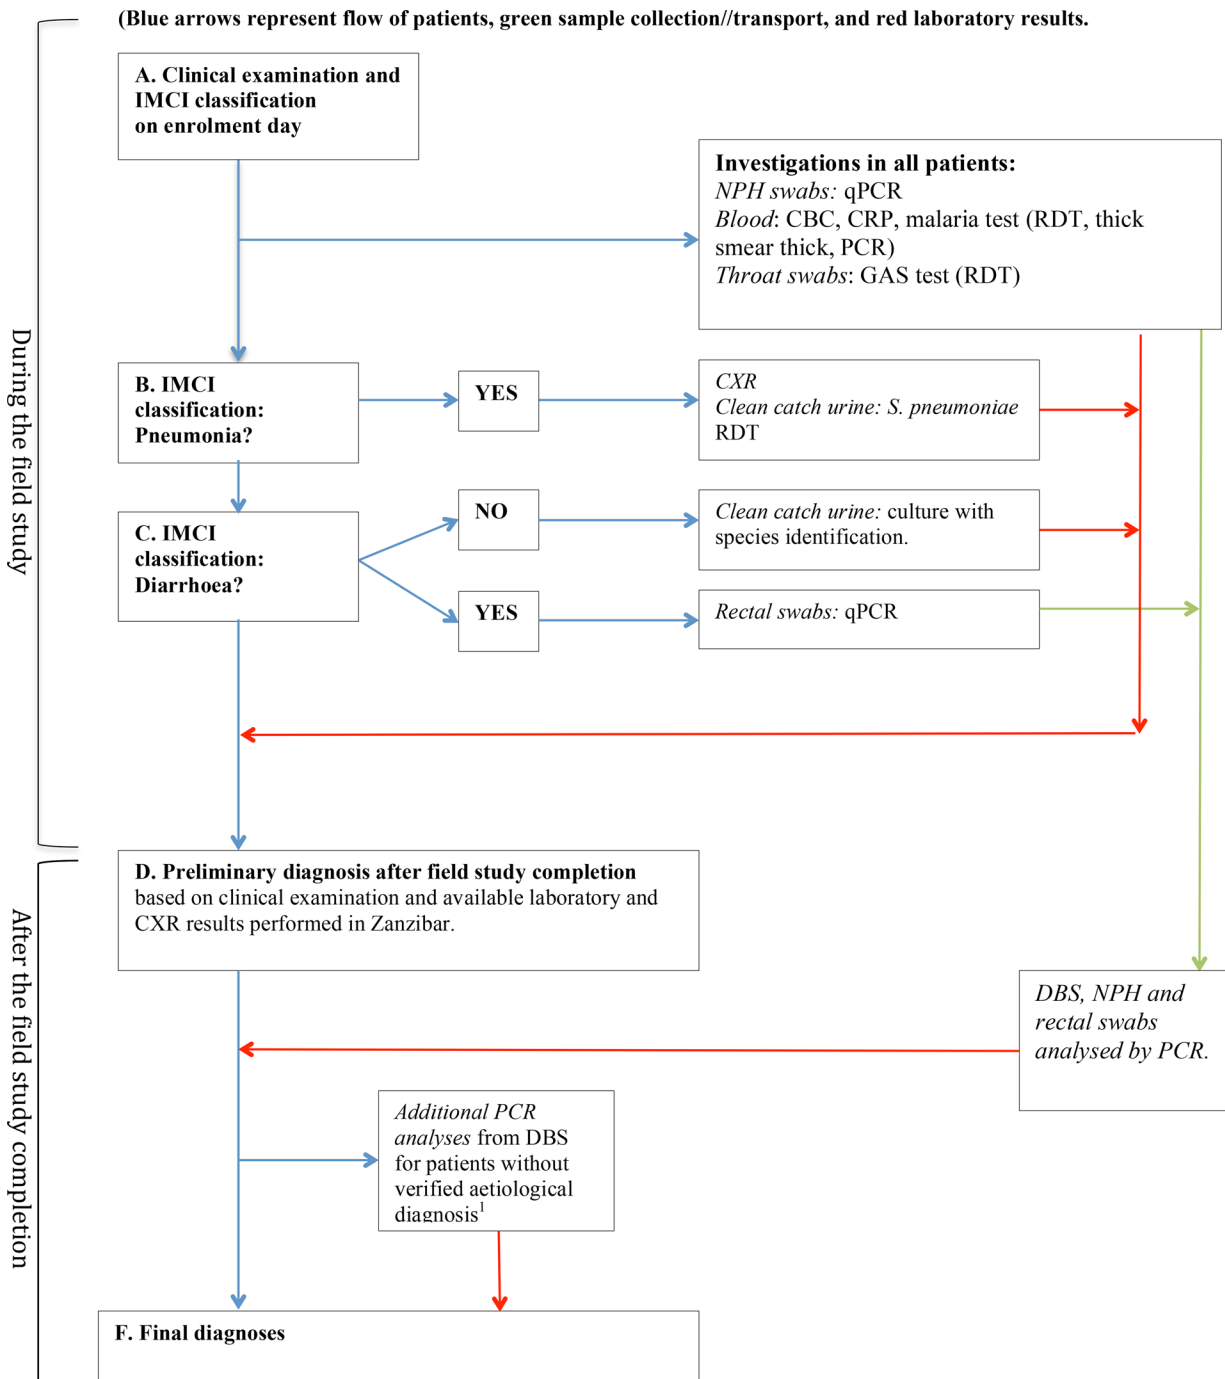 (Blue arrows represent flow of patients, green sample collection//transport, and red laboratory results.
During the field study
A. Clinical examination and
IMCI classification
on enrolment day
Investigations in all patients:
NPH swabs: qPCR
Blood: CBC, CRP, malaria test (RDT, thick
smear thick, PCR)
Throat swabs: GAS test (RDT)
B. IMCI
classification:
Pneumonia?
YES
CXR
Clean catch urine: S. pneumoniae
RDT
C. IMCI
classification:
Diarrhoea?
NO
Clean catch urine: culture with
species identification.
YES
Rectal swabs: qPCR
After the field study completion
D. Preliminary diagnosis after field study completion
based on clinical examination and available laboratory and
CXR results performed in Zanzibar.
DBS, NPH and
rectal swabs
analysed by PCR.
Additional PCR
analyses from DBS
for patients without
verified aetiological
diagnosis1
F. Final diagnoses